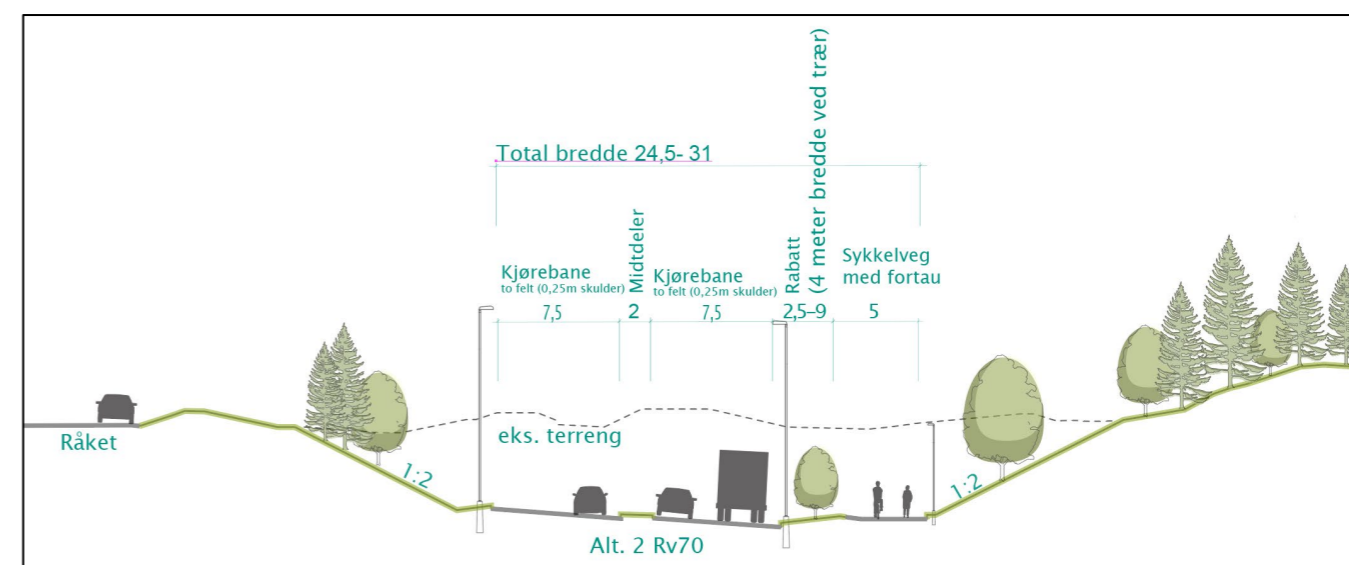 Total bredde 24,5- 31
Kjørebane
to felt (0,25m skulder)
7,5
Midtdeler
2
Kjørebane
to felt (0,25m skulder)
7,5
Rabatt
(4 meter bredde ved trær)
2,5–9
Sykkelveg
med fortau
5
Råket
eks. terreng
1:2
1:2
Alt. 2 Rv70